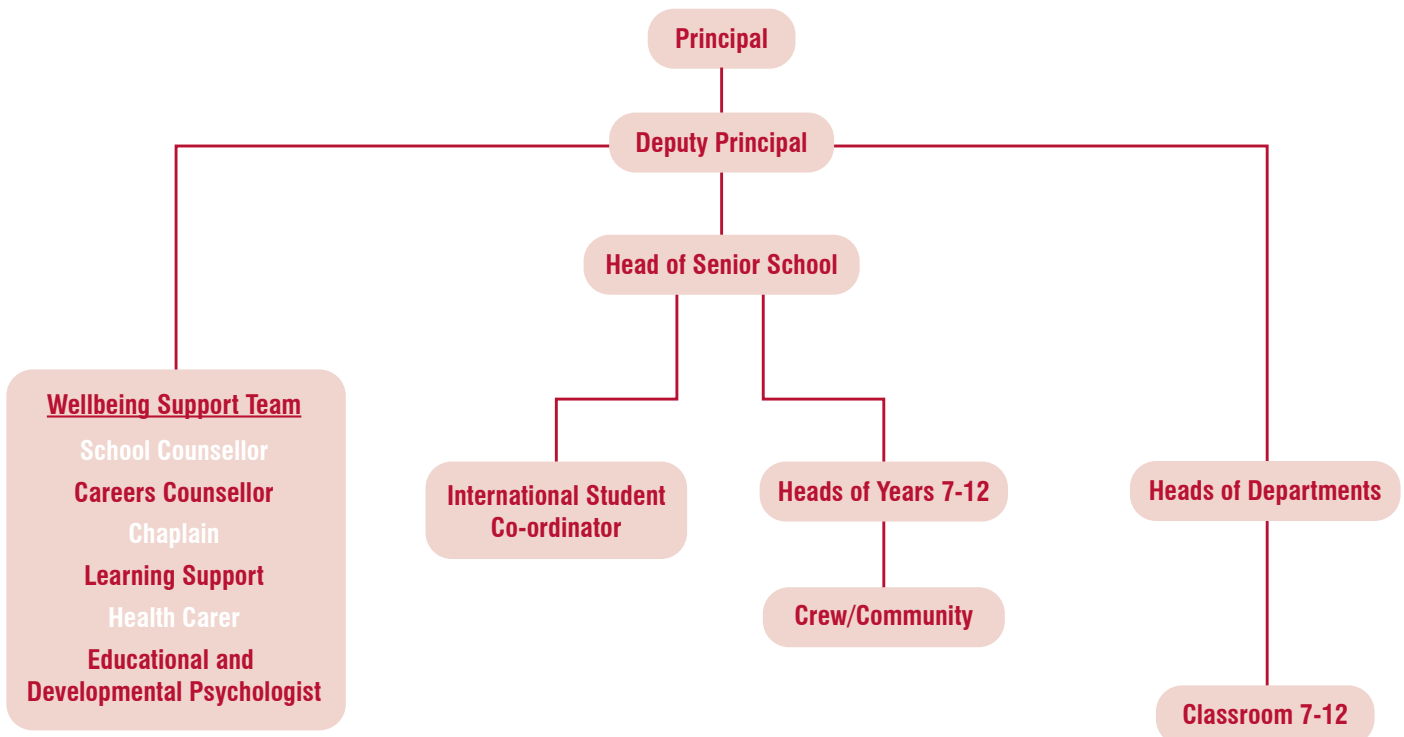 Principal
Deputy Principal
Head of Senior School
Wellbeing Support Team
School Counsellor
Careers Counsellor
Chaplain
Learning Support
Health Carer
Educational and
Developmental Psychologist
International Student
Co-ordinator
Heads of Years 7-12
Crew/Community
Heads of Departments
Classroom 7-12